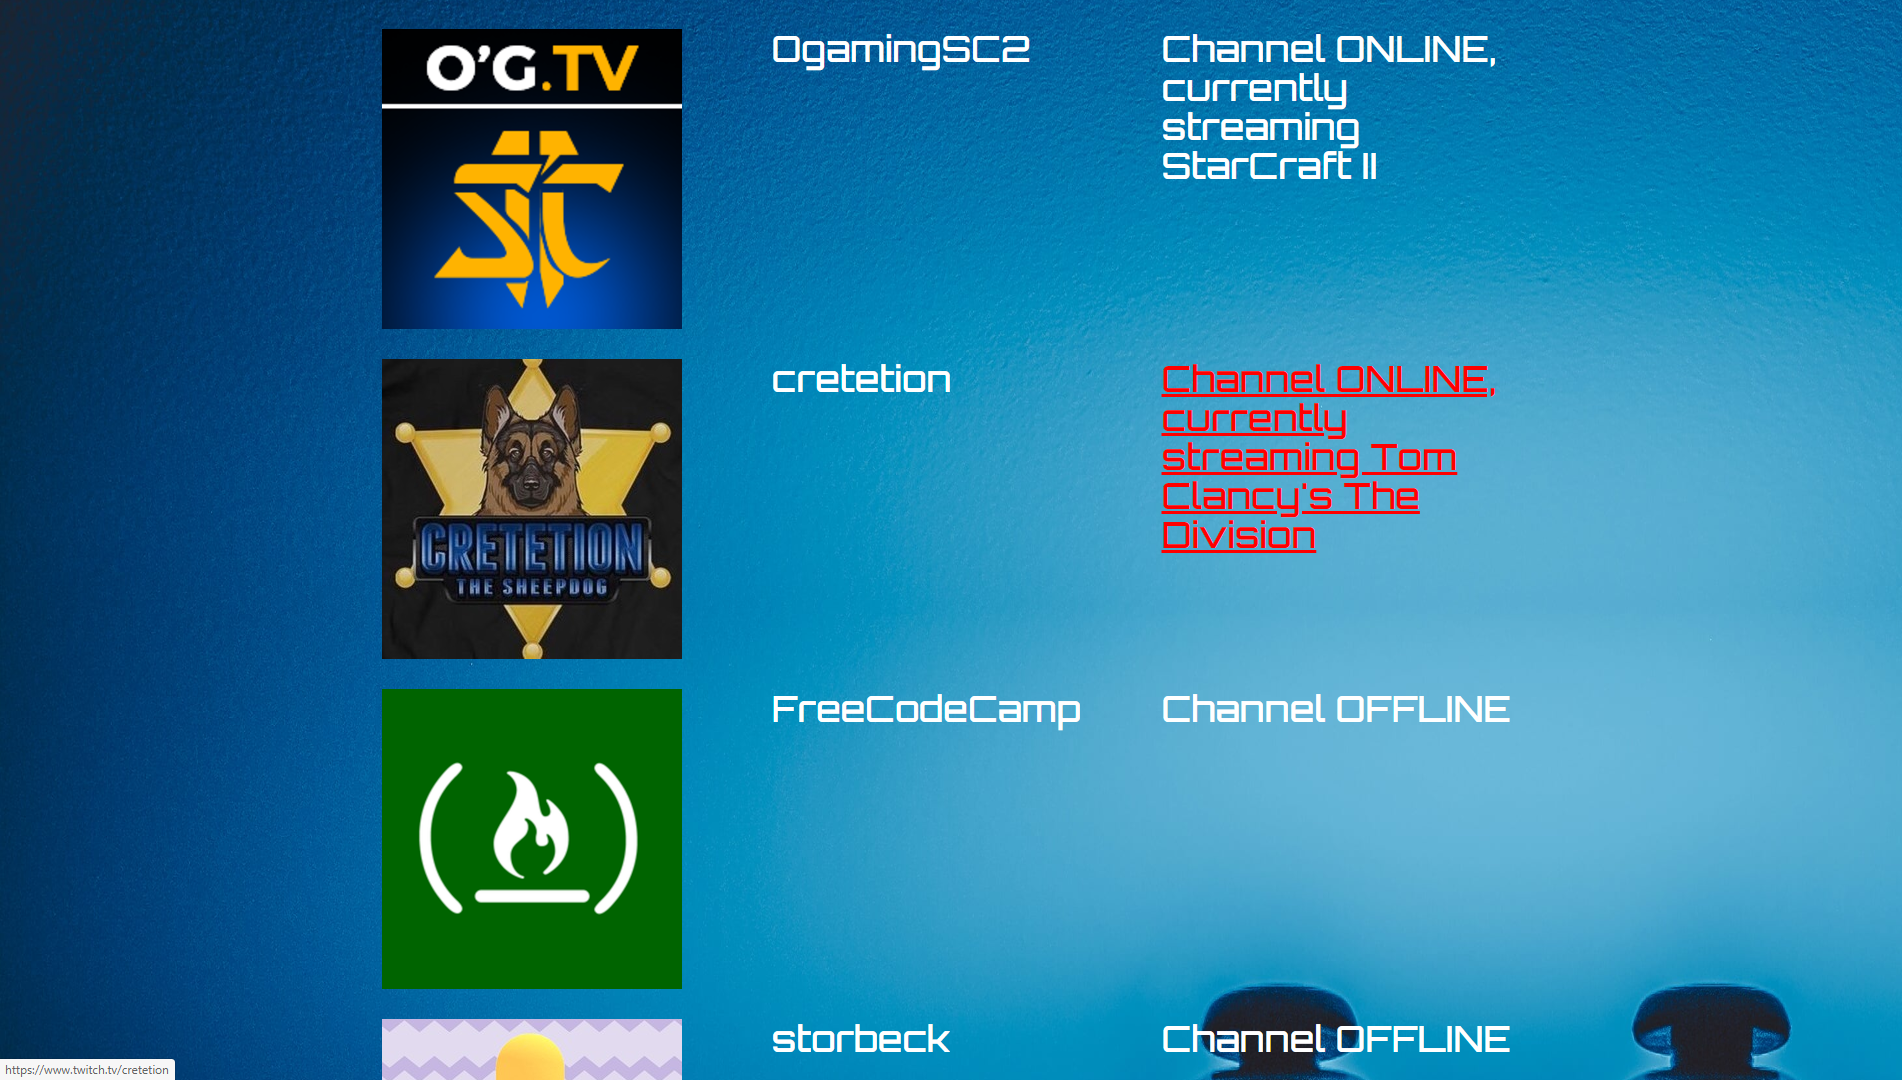 O'G.TV
OgamingSC2
Channel ONLINE,
currently
streaming
StarCraft II
CRETETION
THE SHEEPDOG
cretetion
Channel ONLINE,
currently
streaming Tom
Clancy's The
Division
FreeCodeCamp
Channel OFFLINE
storbeck
Channel OFFLINE
https://www.twitch.tv/cretetion